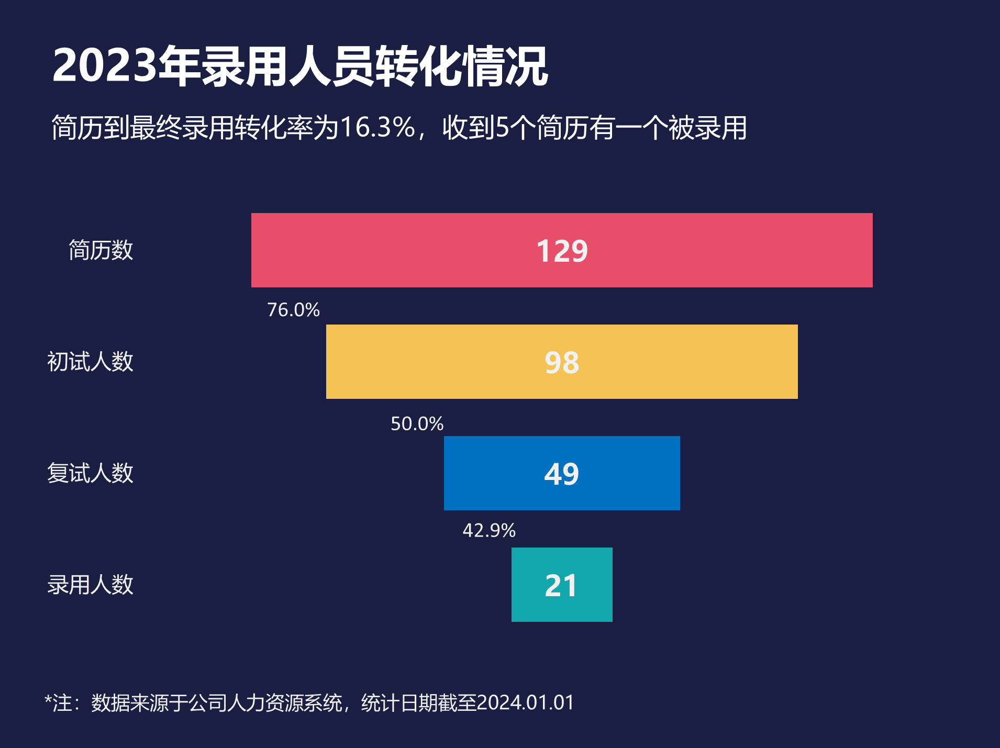 2023年录用人员转化情况
简历到最终录用转化率为16.3%，收到5个简历有一个被录用
简历数
129
76.0%
初试人数
98
50.0%
复试人数
49
42.9%
录用人数
21
*注：数据来源于公司人力资源系统，统计日期截至2024.01.01